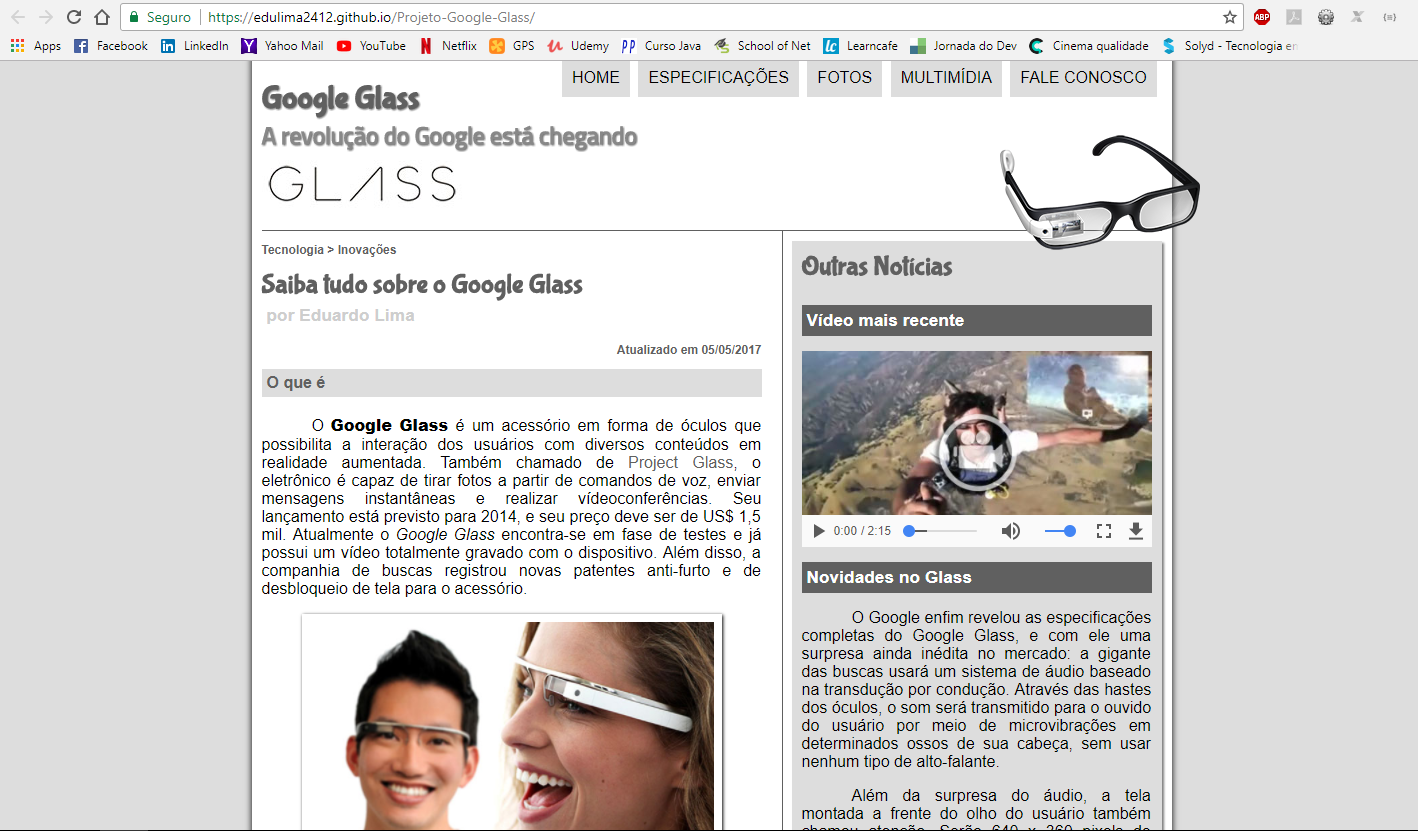 Seguro
https://edulima2412.github.io/Projeto-Google-Glass/
ABP
Apps Facebook LinkedIn Yahoo Mail YouTube Netflix GPS Udemy Curso Java School of Net Learncafe Jornada do Dev Cinema qualidade Solyd - Tecnologia en
HOME ESPECIFICAÇÕES FOTOS MULTIMÍDIA FALE CONOSCO
Google Glass
A revolução do Google está chegando
GLASS
Tecnologia > Inovações
Saiba tudo sobre o Google Glass
por Eduardo Lima
Atualizado em 05/05/2017
O que é
O Google Glass é um acessório em forma de óculos que
possibilita a interação dos usuários com diversos conteúdos em
realidade aumentada. Também chamado de Project Glass, o
eletrônico é capaz de tirar fotos a partir de comandos de voz, enviar
mensagens instantâneas e realizar vídeoconferências. Seu
lançamento está previsto para 2014, e seu preço deve ser de US$ 1,5
mil. Atualmente o Google Glass encontra-se em fase de testes e já
possui um vídeo totalmente gravado com o dispositivo. Além disso, a
companhia de buscas registrou novas patentes anti-furto e de
desbloqueio de tela para o acessório.
Outras Notícias
Vídeo mais recente
0:00 / 2:15
Novidades no Glass
O Google enfim revelou as especificações
completas do Google Glass, e com ele uma
surpresa ainda inédita no mercado: a gigante
das buscas usará um sistema de áudio baseado
na transdução por condução. Através das hastes
dos óculos, o som será transmitido para o ouvido
do usuário por meio de microvibrações em
determinados ossos de sua cabeça, sem usar
nenhum tipo de alto-falante.
Além da surpresa do áudio, a tela
montada a frente do olho do usuário também
chamou atenção. Serão 640 x 360 pixels de